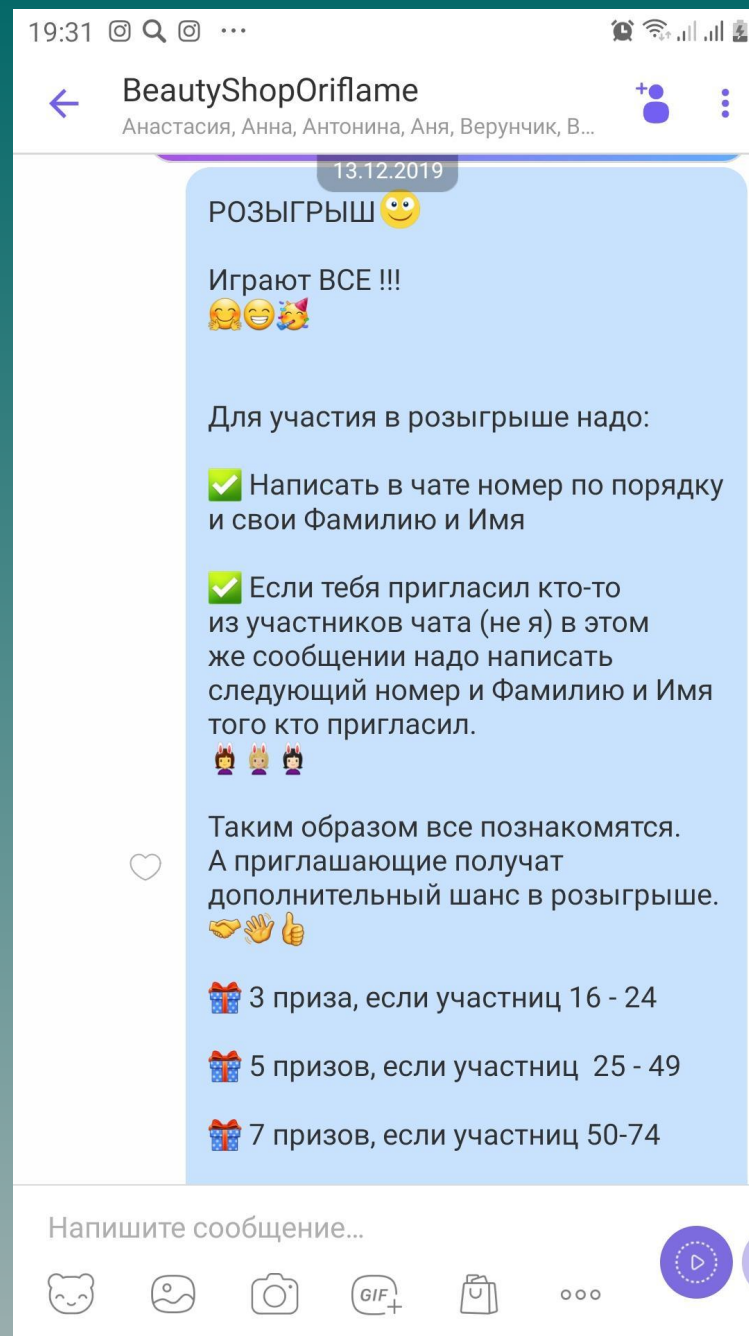 19:31
BeautyShopOriflame
Анастасия, Анна, Антонина, Аня, Верунчик, В...
13.12.2019
РОЗЫГРЫШ
Играют ВСЕ !!!
Для участия в розыгрыше надо:
✅ Написать в чате номер по порядку
и свои Фамилию и Имя
✅ Если тебя пригласил кто-то
из участников чата (не я) в этом
же сообщении надо написать
следующий номер и Фамилию и Имя
того кто пригласил.
Таким образом все познакомятся.
А приглашающие получат
дополнительный шанс в розыгрыше.
🎁 3 приза, если участниц 16 - 24
🎁 5 призов, если участниц  25 - 49
🎁 7 призов, если участниц 50-74
Напишите сообщение...
GIF